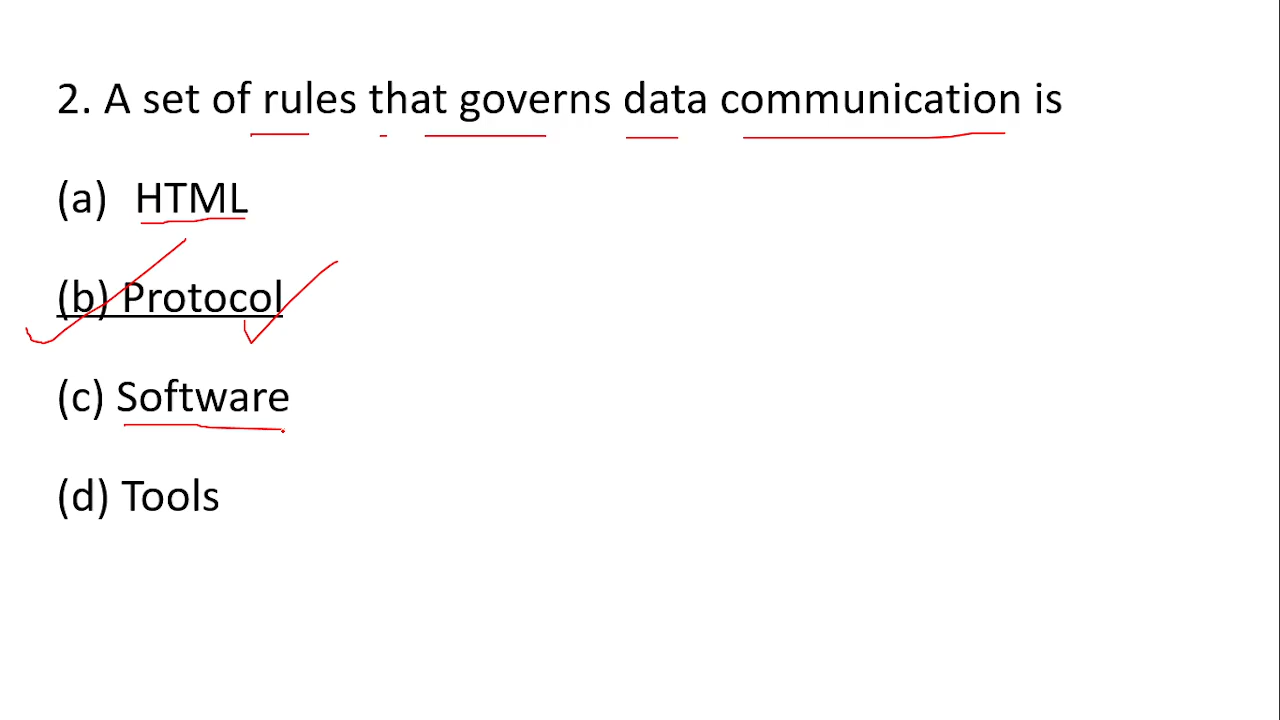 2. A set of rules that governs data communication is
(a) HTML
(b) Protocol
(c) Software
(d) Tools